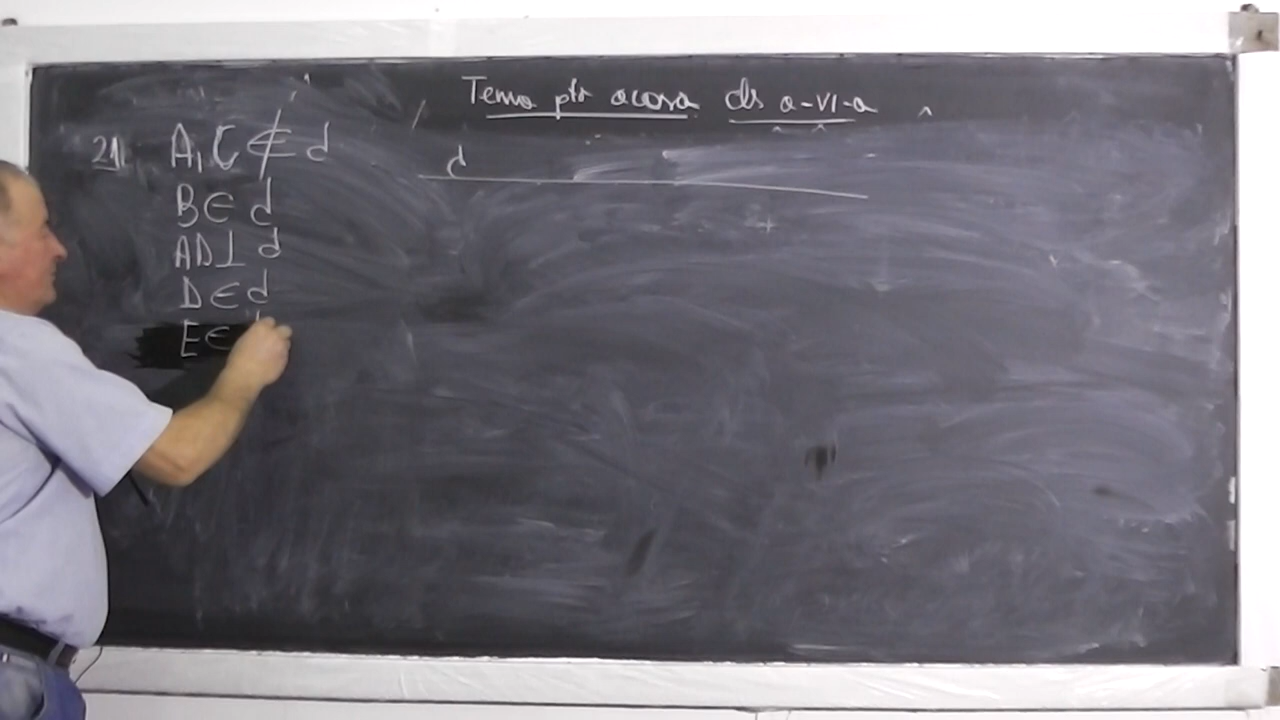 Tema ptr acasa cls a-VI-a
21. A, C ∉ d
d
B ∈ d
AD ⊥ d
D ∈ d
E ∈